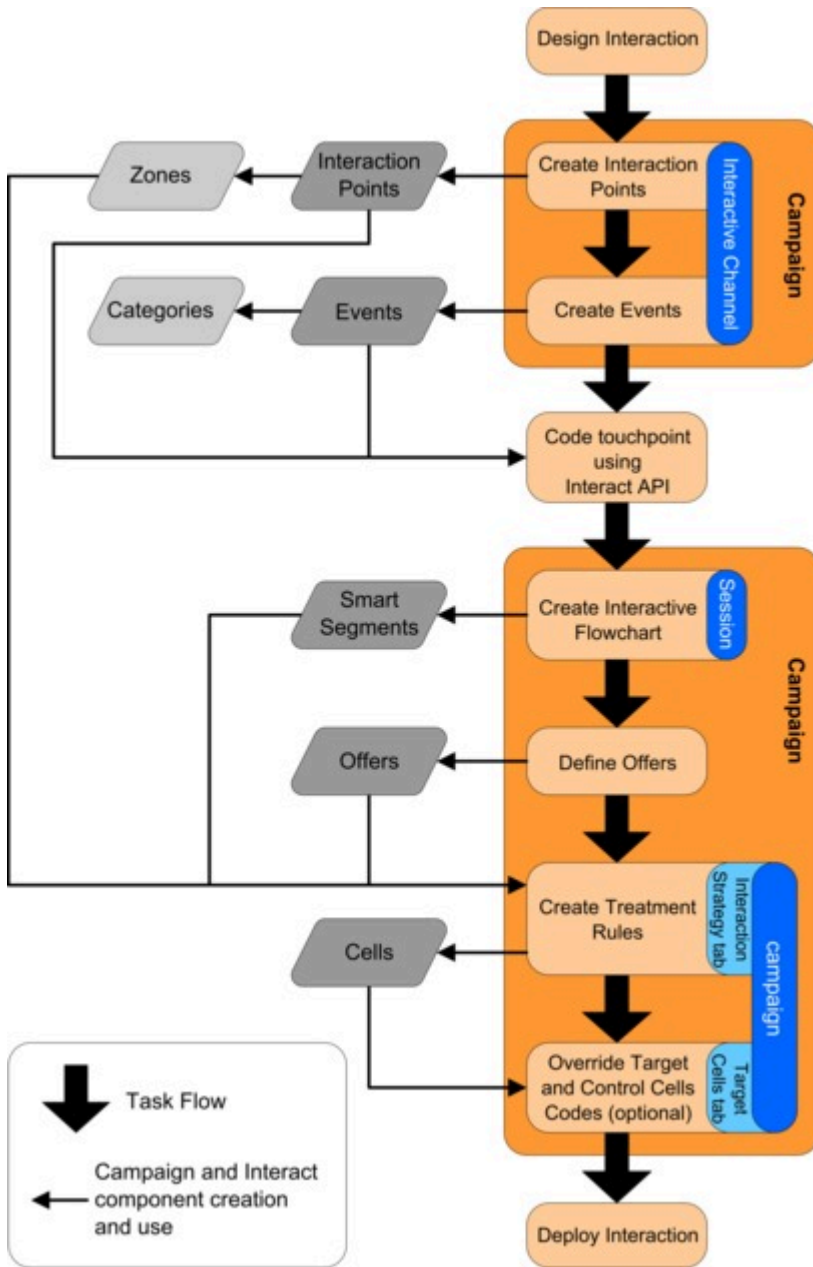 Design Interaction
Zones
Interaction
Points
Create Interaction
Points
Interactive Channel
Campaign
Categories
Events
Create Events
Code touchpoint
using
Interact API
Smart
Segments
Create Interactive
Flowchart
Session
Campaign
Offers
Define Offers
Create Treatment
Rules
Interaction
Strategy tab
campaign
Cells
Override Target
and Control Cells
Codes (optional)
Target
Cells tab
Task Flow
Campaign and Interact
component creation
and use
Deploy Interaction